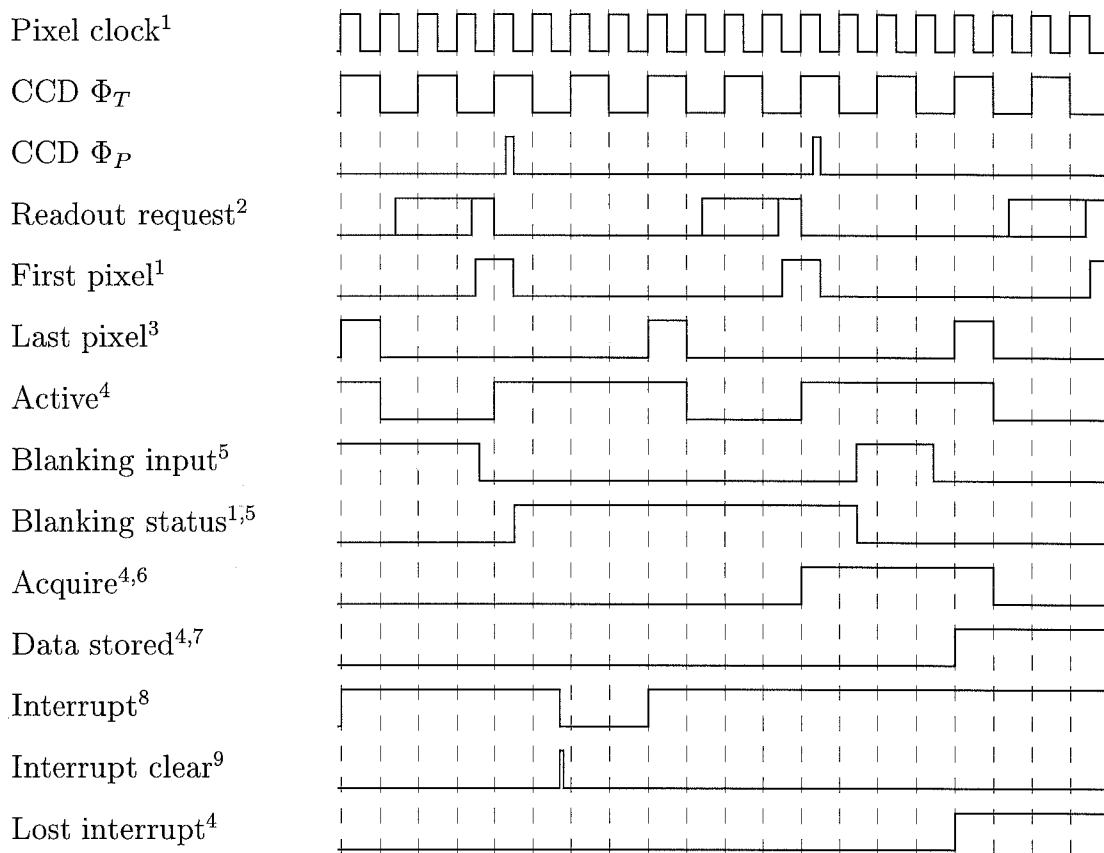 Pixel clock¹
CCD Φ_T
CCD Φ_P
Readout request²
First pixel¹
Last pixel³
Active⁴
Blanking input⁵
Blanking status¹,⁵
Acquire⁴,⁶
Data stored⁴,⁷
Interrupt⁸
Interrupt clear⁹
Lost interrupt⁴